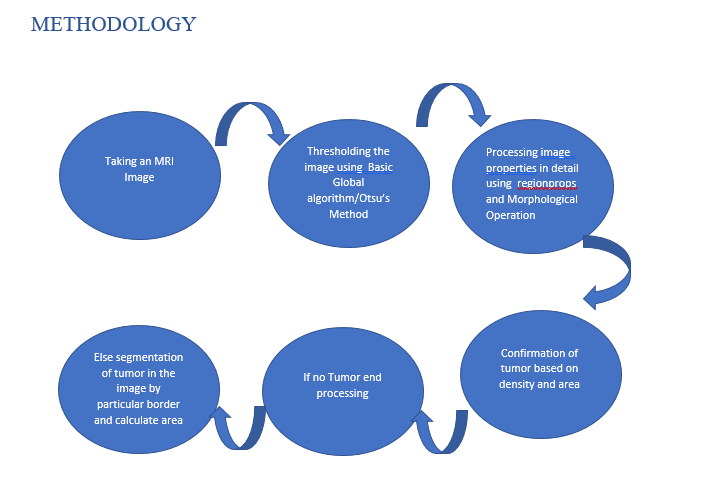 METHODOLOGY
Taking an MRI
Image
Thresholding the
image using  Basic
Global
algorithm/Otsu's
Method
Processing image
properties in detail
using  regionprops
and Morphological
Operation
Confirmation of
tumor based on
density and area
If no Tumor end
processing
Else segmentation
of tumor in the
image by
particular border
and calculate area